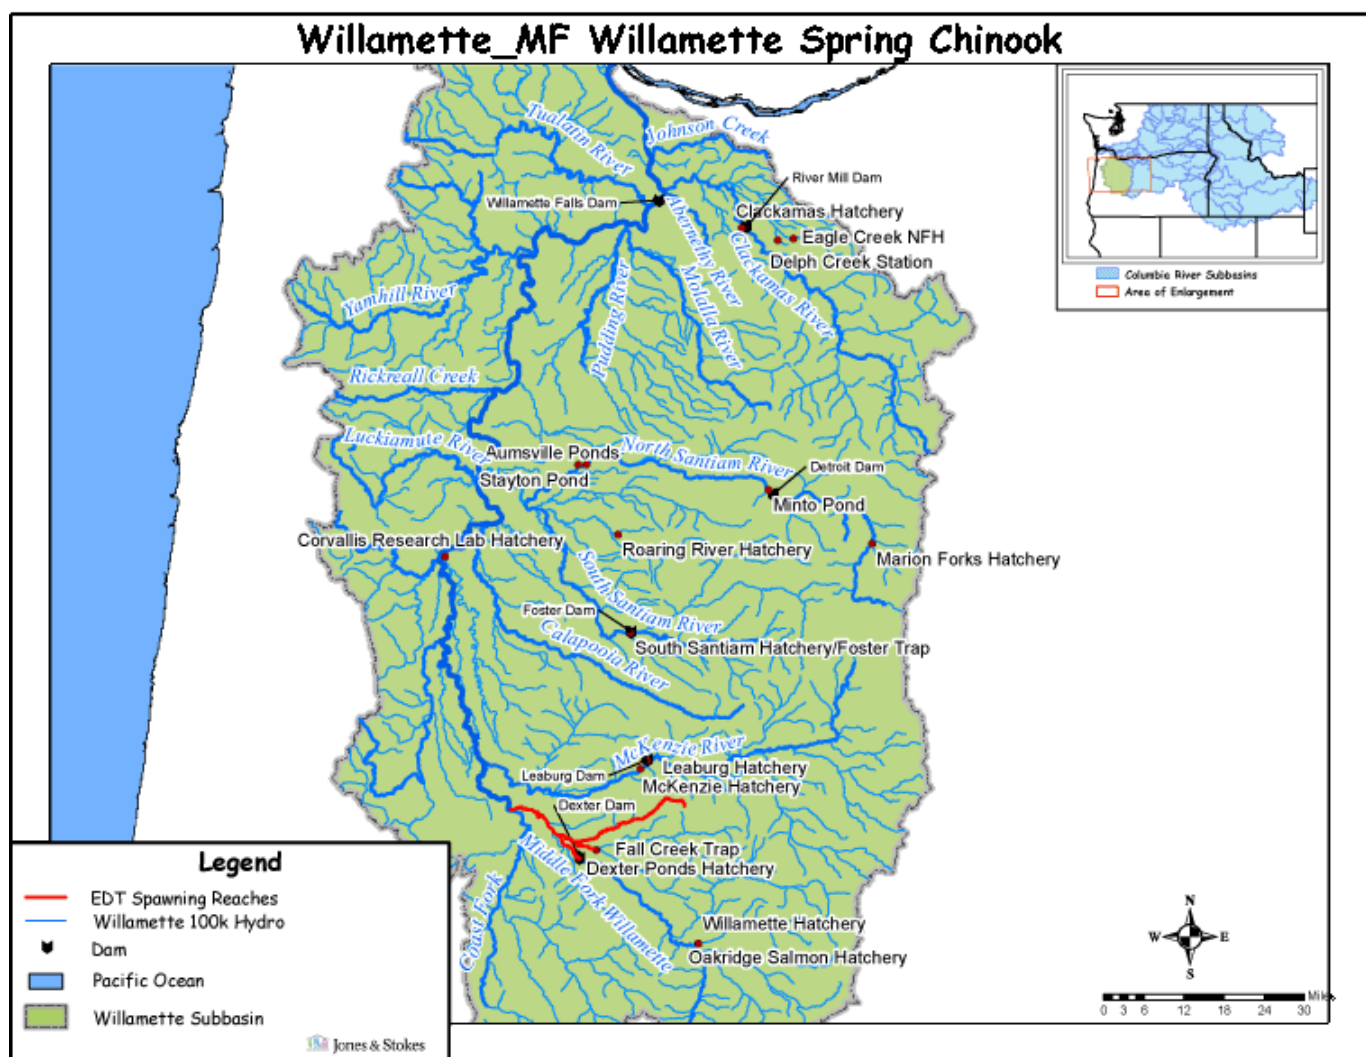 Willamette_MF Willamette Spring Chinook
Tualatin River
Johnson Creek
River Mill Dam
Willamette Falls Dam
Clackamas Hatchery
Abernethy River
Eagle Creek NFH
Delph Creek Station
Clackamas River
Columbia River Subbasins
Area of Enlargement
Yamhill River
Pudding River
Molalla River
Rickreall Creek
Luckiamute River
Aumsville Ponds
North Santiam River
Detroit Dam
Stayton Pond
Minto Pond
Corvallis Research Lab Hatchery
Roaring River Hatchery
Marion Forks Hatchery
South Santiam River
Foster Dam
South Santiam Hatchery/Foster Trap
Calapooia River
McKenzie River
Leaburg Dam
Leaburg Hatchery
McKenzie Hatchery
Dexter Dam
Fall Creek Trap
Dexter Ponds Hatchery
Middle Fork Willamette
Coast Fork
Willamette Hatchery
Oakridge Salmon Hatchery
Legend
EDT Spawning Reaches
Willamette 100k Hydro
Dam
Pacific Ocean
Willamette Subbasin
Jones & Stokes
N
W E
S
Miles
0 3 6 12 18 24 30